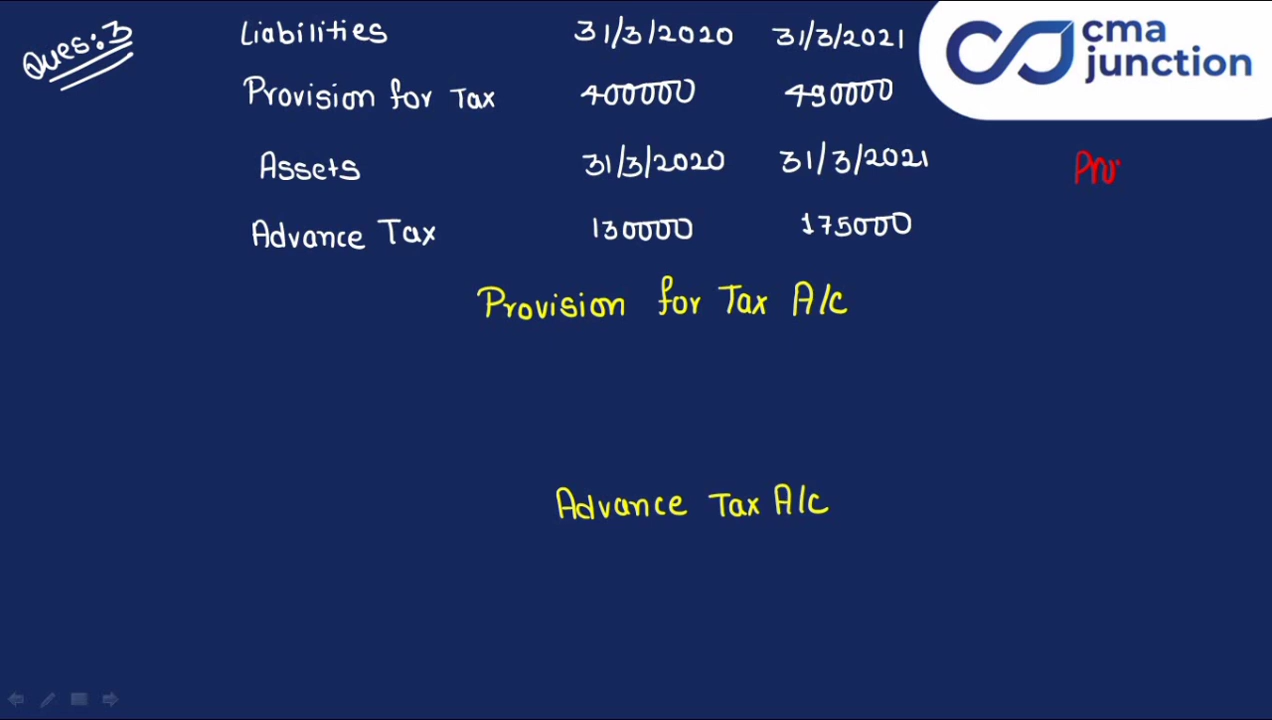 Ques:3
Liabilities 31/3/2020 31/3/2021
Provision for Tax 400000 490000
Assets 31/3/2020 31/3/2021
Advance Tax 130000 175000
Provision for Tax A/c
Advance Tax A/c
cma
junction